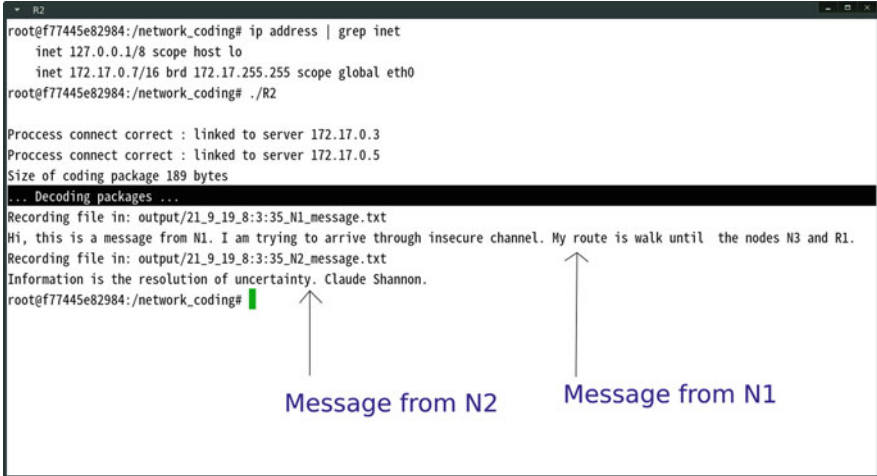 R2
root@f77445e82984:/network_coding# ip address | grep inet
inet 127.0.0.1/8 scope host lo
inet 172.17.0.7/16 brd 172.17.255.255 scope global eth0
root@f77445e82984:/network_coding# ./R2
Proccess connect correct : linked to server 172.17.0.3
Proccess connect correct : linked to server 172.17.0.5
Size of coding package 189 bytes
... Decoding packages ...
Recording file in: output/21_9_19_8:3:35_N1_message.txt
Hi, this is a message from N1. I am trying to arrive through insecure channel. My route is walk until  the nodes N3 and R1.
Recording file in: output/21_9_19_8:3:35_N2_message.txt
Information is the resolution of uncertainty. Claude Shannon.
root@f77445e82984:/network_coding#
Message from N2
Message from N1